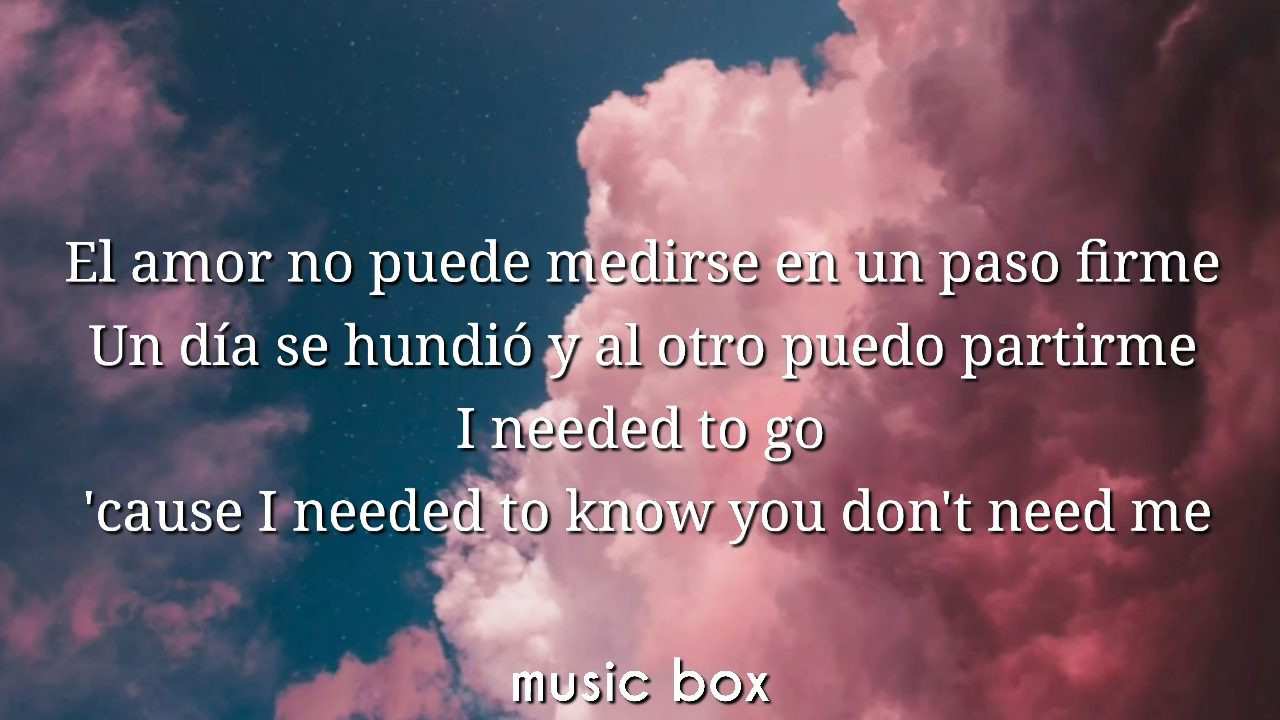 El amor no puede medirse en un paso firme
Un día se hundió y al otro puedo partirme
I needed to go
'cause I needed to know you don't need me
music box